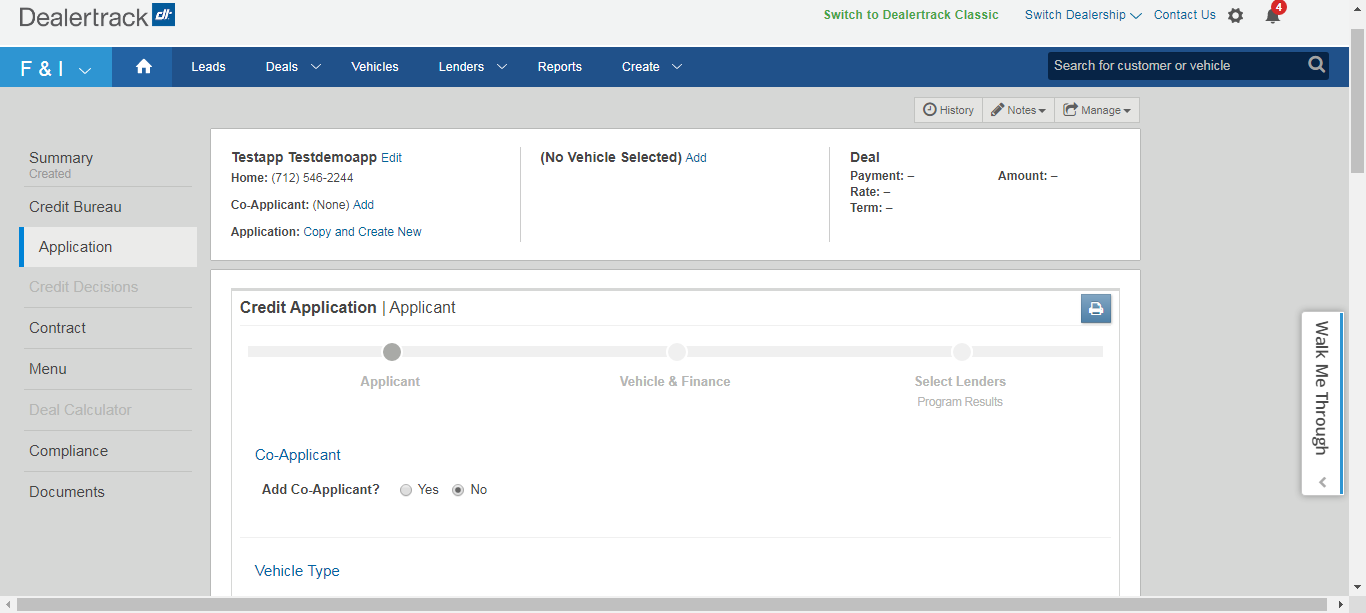 Dealertrack dt
Switch to Dealertrack Classic Switch Dealership Contact Us 4
F & I Leads Deals Vehicles Lenders Reports Create Search for customer or vehicle
History Notes Manage
Summary
Created
Credit Bureau
Application
Credit Decisions
Contract
Menu
Deal Calculator
Compliance
Documents
Testapp Testdemoapp Edit
Home: (712) 546-2244
Co-Applicant: (None) Add
Application: Copy and Create New
(No Vehicle Selected) Add
Deal
Payment: – Amount: –
Rate: –
Term: –
Credit Application | Applicant
Applicant Vehicle & Finance Select Lenders
Program Results
Co-Applicant
Add Co-Applicant? Yes No
Vehicle Type
Walk Me Through